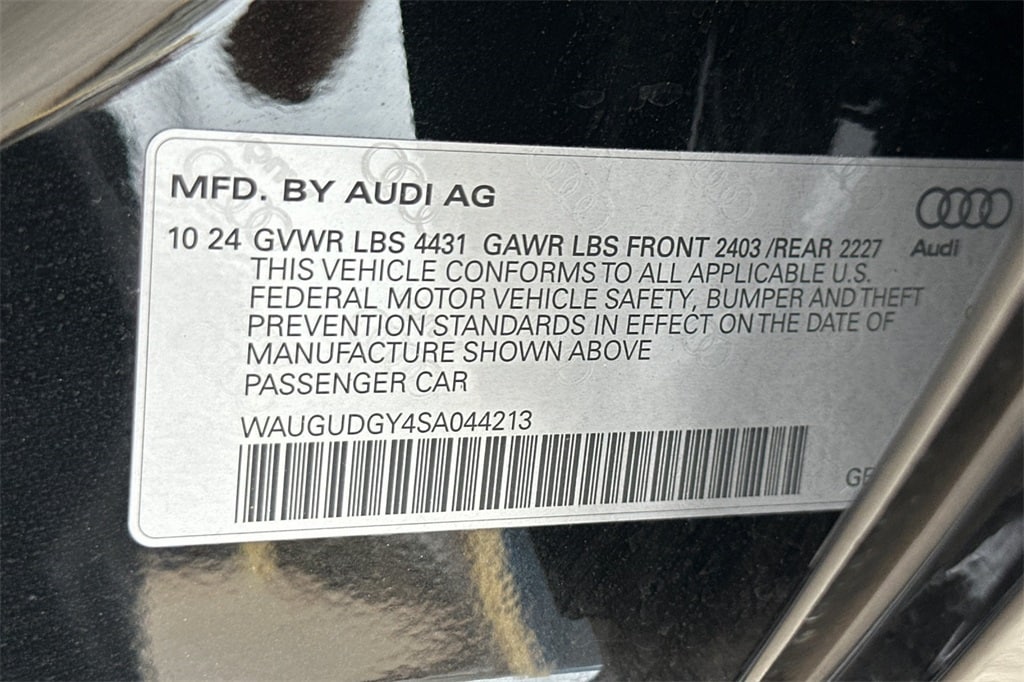 MFD. BY AUDI AG
10 24 GVWR LBS 4431 GAWR LBS FRONT 2403 /REAR 2227
Audi
THIS VEHICLE CONFORMS TO ALL APPLICABLE U.S.
FEDERAL MOTOR VEHICLE SAFETY, BUMPER AND THEFT
PREVENTION STANDARDS IN EFFECT ON THE DATE OF
MANUFACTURE SHOWN ABOVE
PASSENGER CAR
WAUGUDGY4SA044213